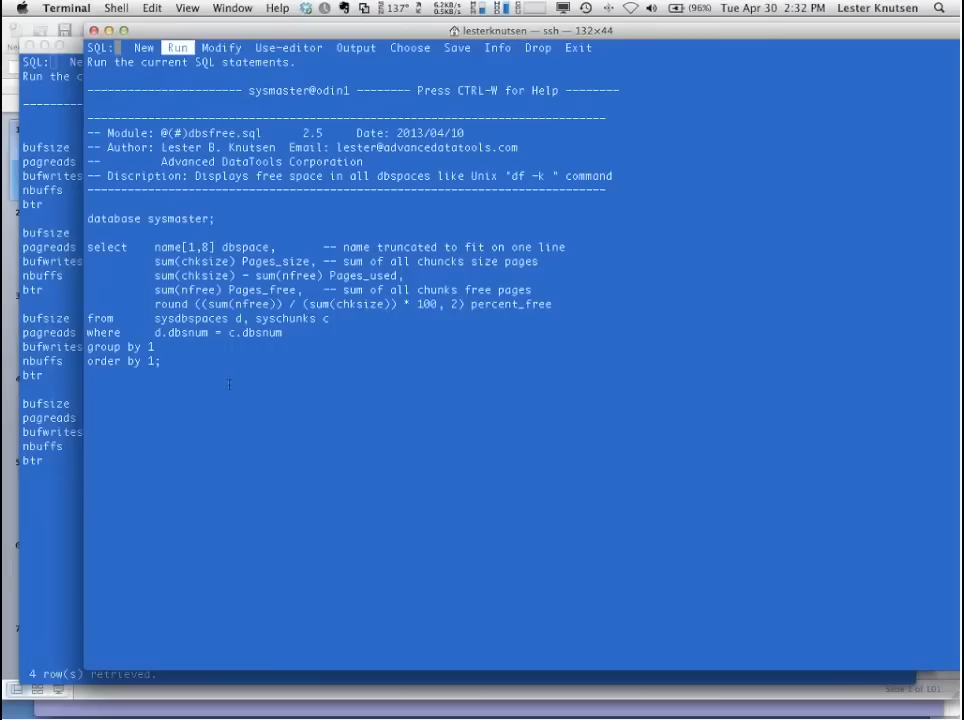 Terminal Shell Edit View Window Help 137° 6.2KB/s 0.5KB/s (96%) Tue Apr 30 2:32 PM Lester Knutsen
lesterknutsen — ssh — 132×44
SQL: New Run Modify Use-editor Output Choose Save Info Drop Exit
Run the current SQL statements.
---------------------- sysmaster@odin1 -------- Press CTRL-W for Help --------
-----------------------------------------------------------------------------
-- Module: @(#)dbsfree.sql 2.5 Date: 2013/04/10
-- Author: Lester B. Knutsen Email: lester@advancedatatools.com
-- Advanced DataTools Corporation
-- Discription: Displays free space in all dbspaces like Unix "df -k " command
-----------------------------------------------------------------------------
database sysmaster;
select name[1,8] dbspace, -- name truncated to fit on one line
sum(chksize) Pages_size, -- sum of all chuncks size pages
sum(chksize) - sum(nfree) Pages_used,
sum(nfree) Pages_free, -- sum of all chunks free pages
round ((sum(nfree)) / (sum(chksize)) * 100, 2) percent_free
from sysdbspaces d, syschunks c
where d.dbsnum = c.dbsnum
group by 1
order by 1;
SQL: Ne
Run the c
----------
bufsize
pagreads
bufwrites
nbuffs
btr
bufsize
pagreads
bufwrites
nbuffs
btr
bufsize
pagreads
bufwrites
nbuffs
btr
bufsize
pagreads
bufwrites
nbuffs
btr
4 row(s) retrieved.
Slide 1 of 101